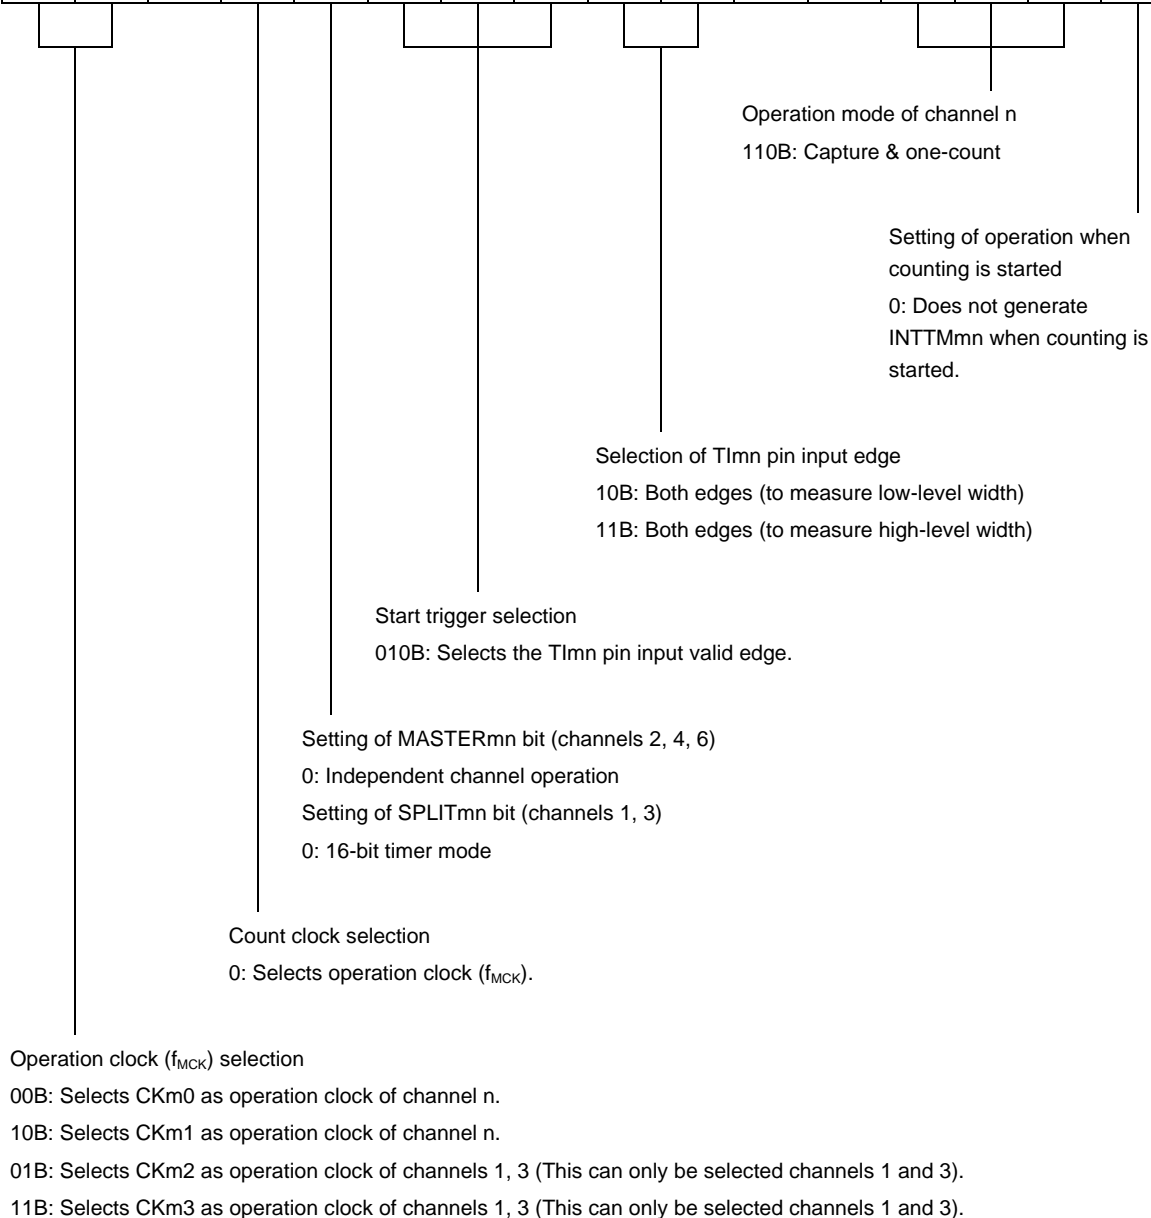 Operation mode of channel n
110B: Capture & one-count
Setting of operation when
counting is started
0: Does not generate
INTTMmn when counting is
started.
Selection of TImn pin input edge
10B: Both edges (to measure low-level width)
11B: Both edges (to measure high-level width)
Start trigger selection
010B: Selects the TImn pin input valid edge.
Setting of MASTERmn bit (channels 2, 4, 6)
0: Independent channel operation
Setting of SPLITmn bit (channels 1, 3)
0: 16-bit timer mode
Count clock selection
0: Selects operation clock (fMCK).
Operation clock (fMCK) selection
00B: Selects CKm0 as operation clock of channel n.
10B: Selects CKm1 as operation clock of channel n.
01B: Selects CKm2 as operation clock of channels 1, 3 (This can only be selected channels 1 and 3).
11B: Selects CKm3 as operation clock of channels 1, 3 (This can only be selected channels 1 and 3).